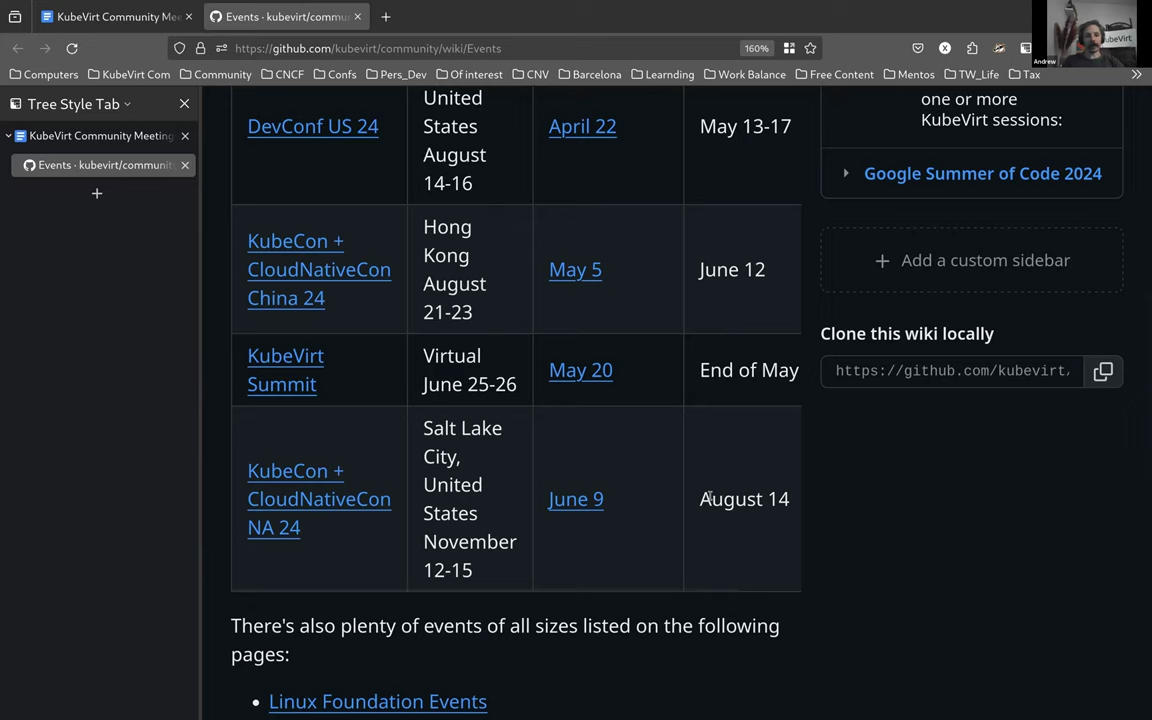 KubeVirt Community Mee
Events · kubevirt/commu
https://github.com/kubevirt/community/wiki/Events
160%
KubeVirt
Andrew
Computers
KubeVirt Com
Community
CNCF
Confs
Pers_Dev
Of interest
CNV
Barcelona
Learnding
Work Balance
Free Content
Mentos
TW_Life
Tax
Tree Style Tab
KubeVirt Community Meeting
Events · kubevirt/communit
DevConf US 24
United
States
August
14-16
April 22
May 13-17
KubeCon +
CloudNativeCon
China 24
Hong
Kong
August
21-23
May 5
June 12
KubeVirt
Summit
Virtual
June 25-26
May 20
End of May
KubeCon +
CloudNativeCon
NA 24
Salt Lake
City,
United
States
November
12-15
June 9
August 14
There's also plenty of events of all sizes listed on the following
pages:
• Linux Foundation Events
one or more
KubeVirt sessions:
Google Summer of Code 2024
Add a custom sidebar
Clone this wiki locally
https://github.com/kubevirt.